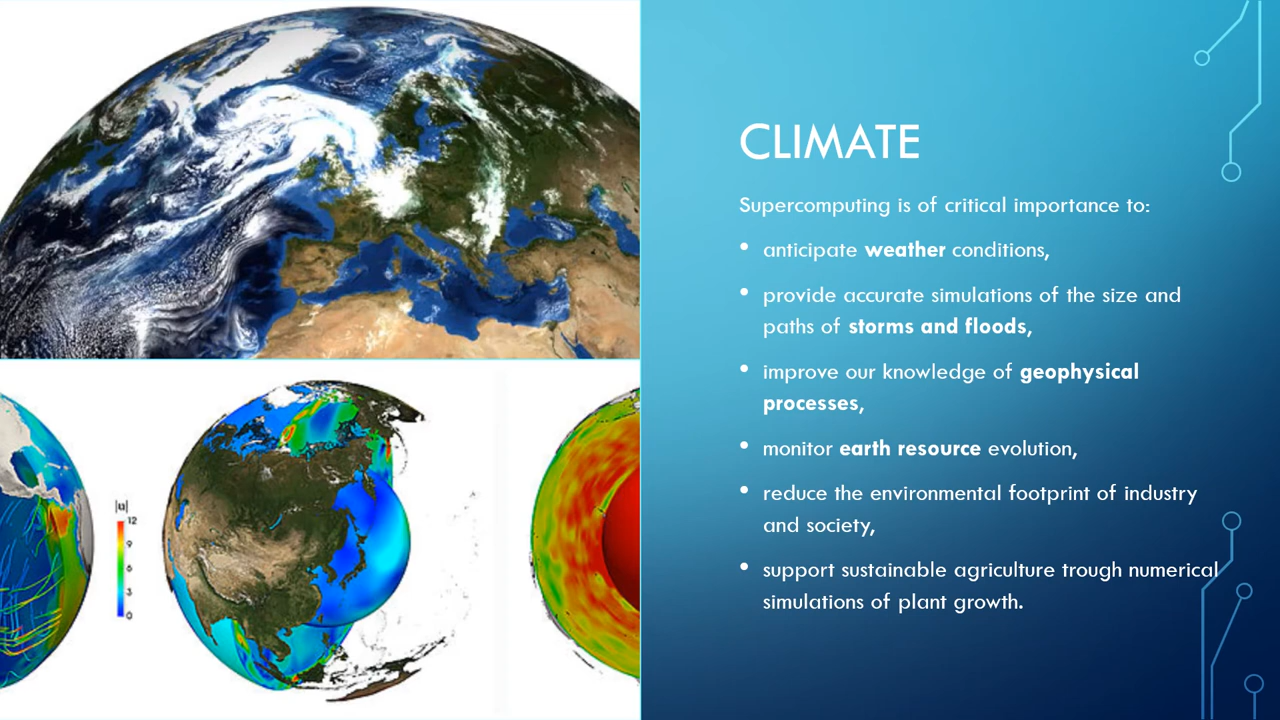 CLIMATE
Supercomputing is of critical importance to:
• anticipate weather conditions,
• provide accurate simulations of the size and
paths of storms and floods,
• improve our knowledge of geophysical
processes,
• monitor earth resource evolution,
• reduce the environmental footprint of industry
and society,
• support sustainable agriculture trough numerical
simulations of plant growth.
|u|
12
9
6
3
0